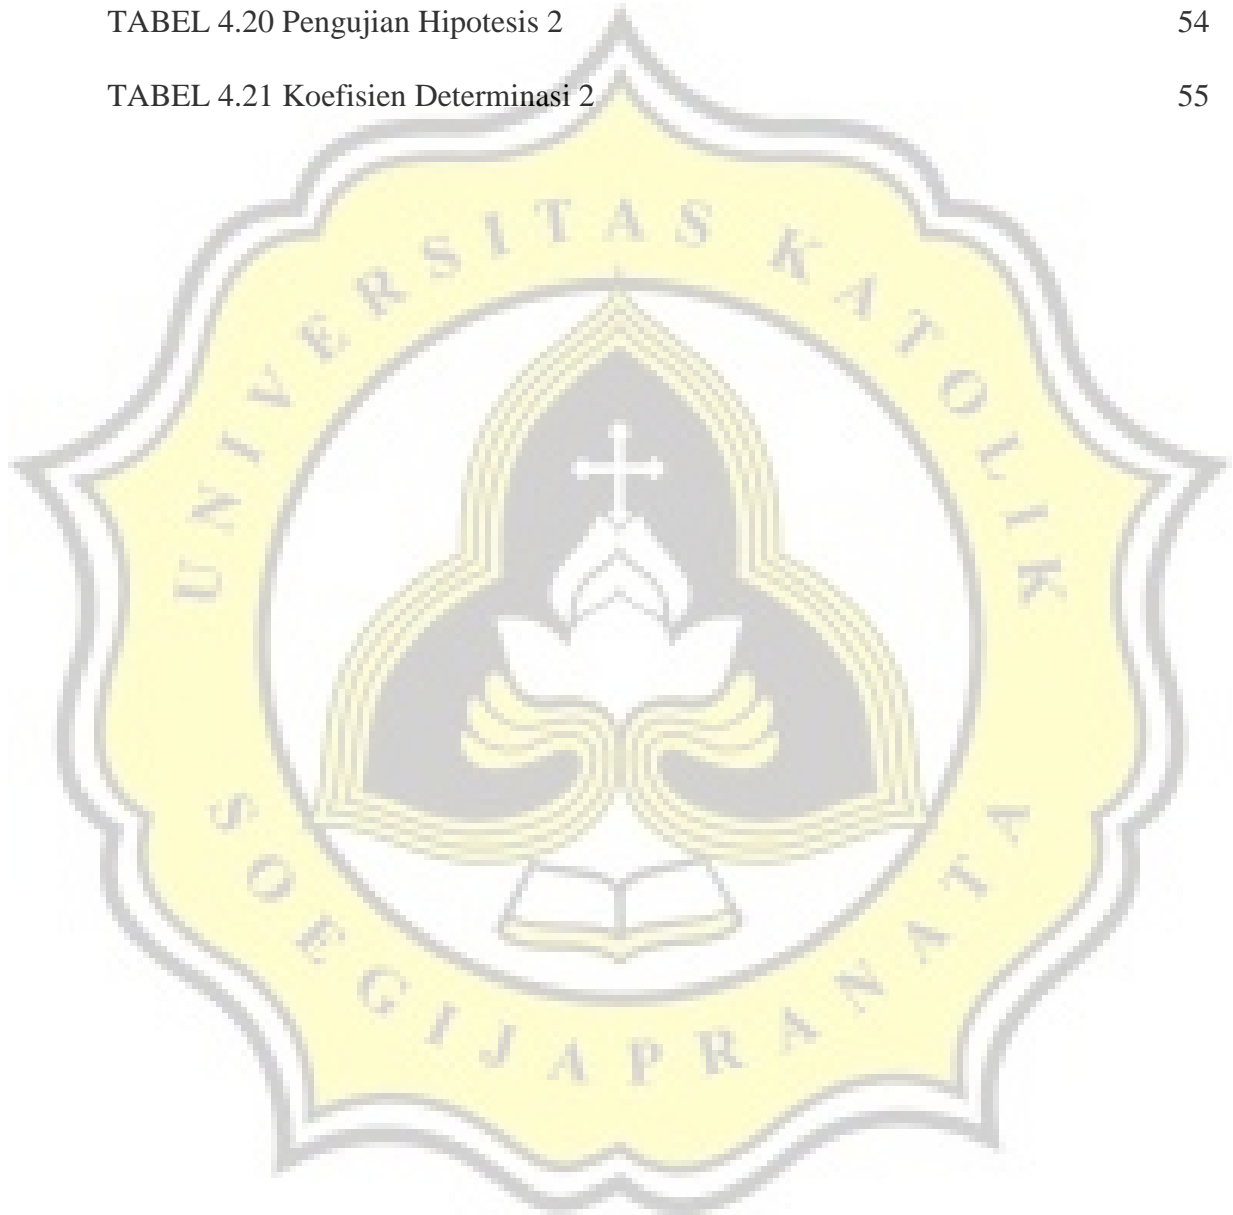 TABEL 4.20 Pengujian Hipotesis 2 54
TABEL 4.21 Koefisien Determinasi 2 55
UNIVERSITAS KATOLIK
SOEGIJAPRANATA